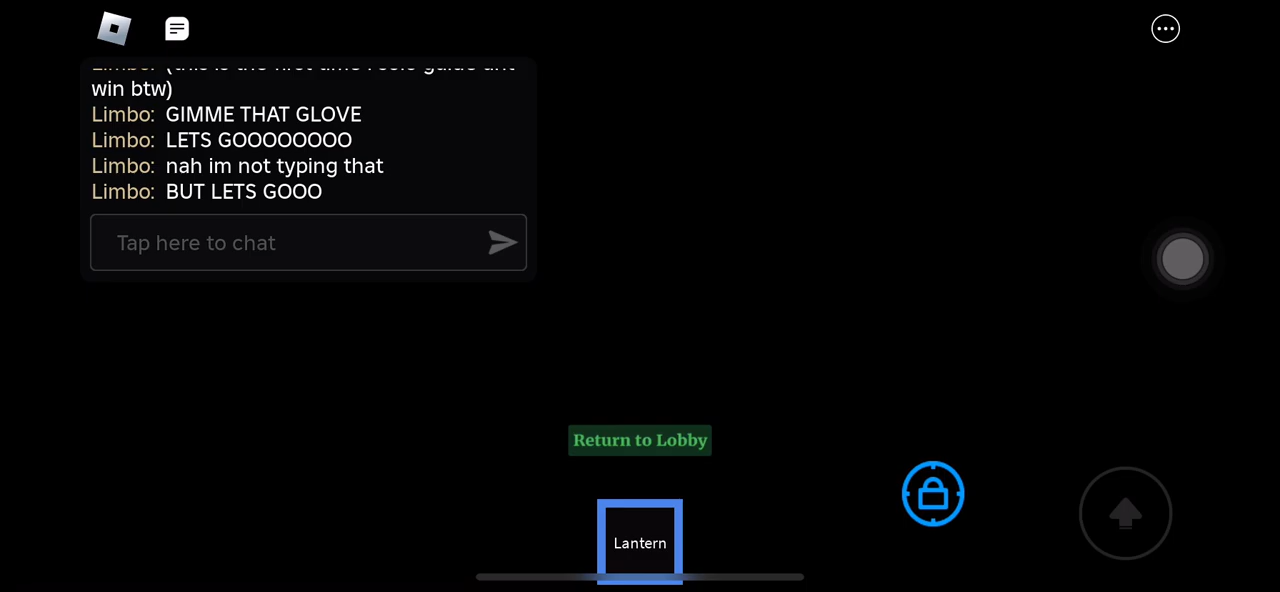 win btw)
Limbo: GIMME THAT GLOVE
Limbo: LETS GOOOOOOOO
Limbo: nah im not typing that
Limbo: BUT LETS GOOO
Tap here to chat
Return to Lobby
Lantern